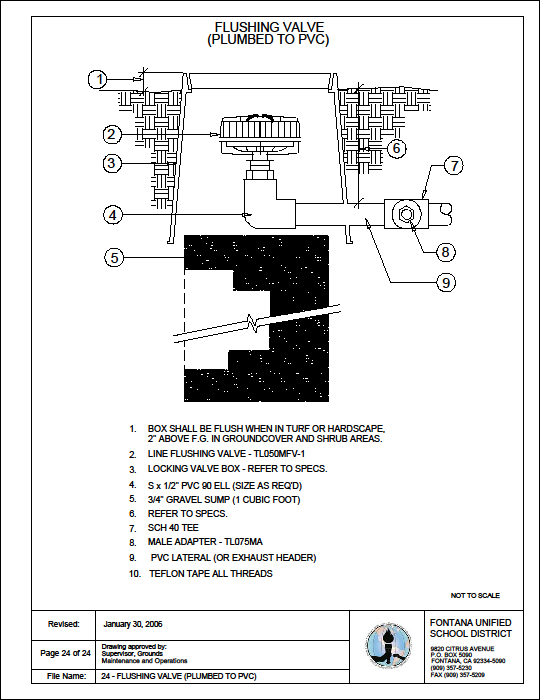 FLUSHING VALVE
(PLUMBED TO PVC)
1
2
3
4
5
6
7
8
9
1. BOX SHALL BE FLUSH WHEN IN TURF OR HARDSCAPE,
2" ABOVE F.G. IN GROUNDCOVER AND SHRUB AREAS.
2. LINE FLUSHING VALVE - TL050MFV-1
3. LOCKING VALVE BOX - REFER TO SPECS.
4. S x 1/2" PVC 90 ELL (SIZE AS REQ'D)
5. 3/4" GRAVEL SUMP (1 CUBIC FOOT)
6. REFER TO SPECS.
7. SCH 40 TEE
8. MALE ADAPTER - TL075MA
9. PVC LATERAL (OR EXHAUST HEADER)
10. TEFLON TAPE ALL THREADS
NOT TO SCALE
Revised: January 30, 2006
Page 24 of 24
Drawing approved by:
Supervisor, Grounds
Maintenance and Operations
File Name: 24 - FLUSHING VALVE (PLUMBED TO PVC)
FONTANA UNIFIED
SCHOOL DISTRICT
9820 CITRUS AVENUE
P.O. BOX 5090
FONTANA, CA 92334-5090
(909) 357-5230
FAX (909) 357-5209